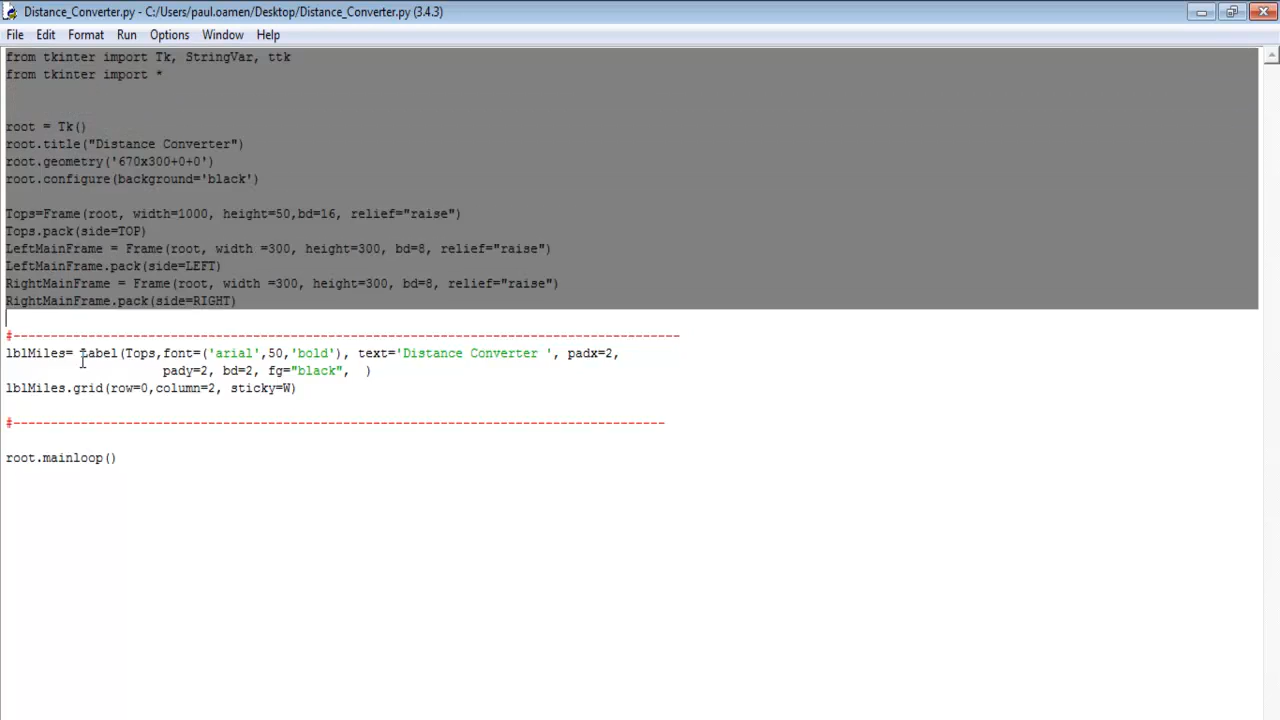 Distance_Converter.py - C:/Users/paul.oamen/Desktop/Distance_Converter.py (3.4.3)
File Edit Format Run Options Window Help
from tkinter import Tk, StringVar, ttk
from tkinter import *
root = Tk()
root.title("Distance Converter")
root.geometry('670x300+0+0')
root.configure(background='black')
Tops=Frame(root, width=1000, height=50,bd=16, relief="raise")
Tops.pack(side=TOP)
LeftMainFrame = Frame(root, width =300, height=300, bd=8, relief="raise")
LeftMainFrame.pack(side=LEFT)
RightMainFrame = Frame(root, width =300, height=300, bd=8, relief="raise")
RightMainFrame.pack(side=RIGHT)
#-----------------------------------------------------------------------------------------
lblMiles= Label(Tops,font=('arial',50,'bold'), text='Distance Converter ', padx=2,
pady=2, bd=2, fg="black",  )
lblMiles.grid(row=0,column=2, sticky=W)
#---------------------------------------------------------------------------------------
root.mainloop()